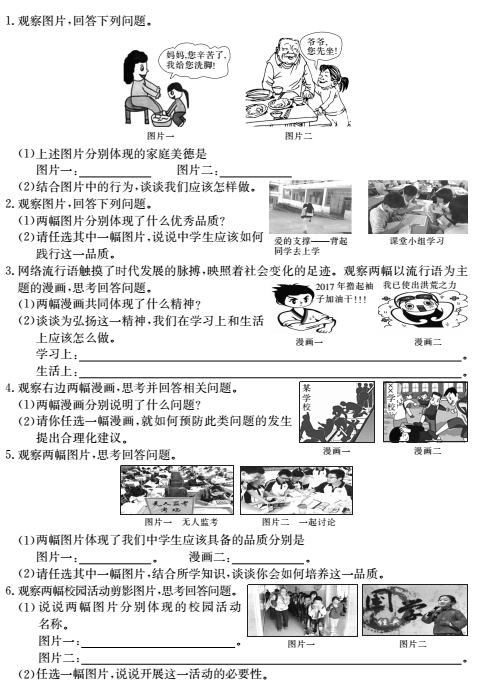 1. 观察图片,回答下列问题。
妈妈,您辛苦了,
我给您洗脚!
爷爷,
您先坐!
图片一
图片二
(1)上述图片分别体现的家庭美德是
图片一: 图片二:
(2)结合图片中的行为,谈谈我们应该怎样做。
2. 观察图片,回答下列问题。
(1)两幅图片分别体现了什么优秀品质?
(2)请任选其中一幅图片,说说中学生应该如何
践行这一品质。
爱的支撑——背起
同学去上学
课堂小组学习
3. 网络流行语触摸了时代发展的脉搏,映照着社会变化的足迹。观察两幅以流行语为主
题的漫画,思考回答问题。
(1)两幅漫画共同体现了什么精神?
(2)谈谈为弘扬这一精神,我们在学习上和生活
上应该怎么做。
2017 年撸起袖
子加油干!!!
我已使出洪荒之力
漫画一
漫画二
学习上: 。
生活上: 。
4. 观察右边两幅漫画,思考并回答相关问题。
(1)两幅漫画分别说明了什么问题?
(2)请你任选一幅漫画,就如何预防此类问题的发生
提出合理化建议。
某学校
××学校
漫画一
漫画二
5. 观察两幅图片,思考回答问题。
无人监考
考场
图片一 无人监考
图片二 一起讨论
(1)两幅图片体现了我们中学生应该具备的品质分别是
图片一: 。 漫画二: 。
(2)请任选其中一幅图片,结合所学知识,谈谈你会如何培养这一品质。
6. 观察两幅校园活动剪影图片,思考回答问题。
(1)说说两幅图片分别体现的校园活动
名称。
图片一: 。
图片二: 。
国学
图片一
图片二
(2)任选一幅图片,说说开展这一活动的必要性。